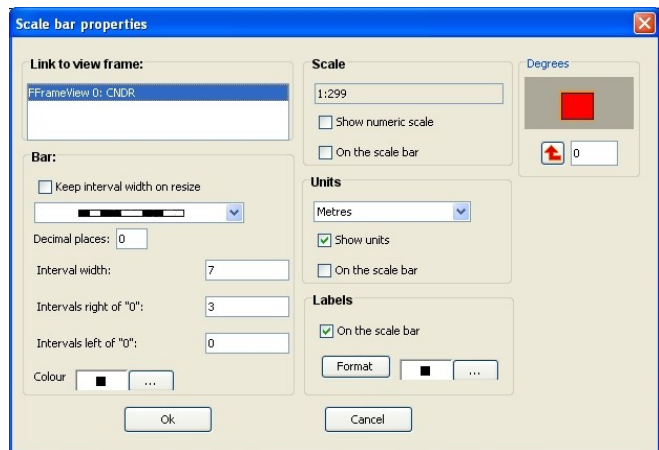 Scale bar properties
Link to view frame:
FFrameView 0: CNDR
Bar:
Keep interval width on resize
Decimal places: 0
Interval width: 7
Intervals right of "0": 3
Intervals left of "0": 0
Colour ...
Scale
1:299
Show numeric scale
On the scale bar
Units
Metres
Show units
On the scale bar
Labels
On the scale bar
Format ...
Degrees
0
Ok
Cancel